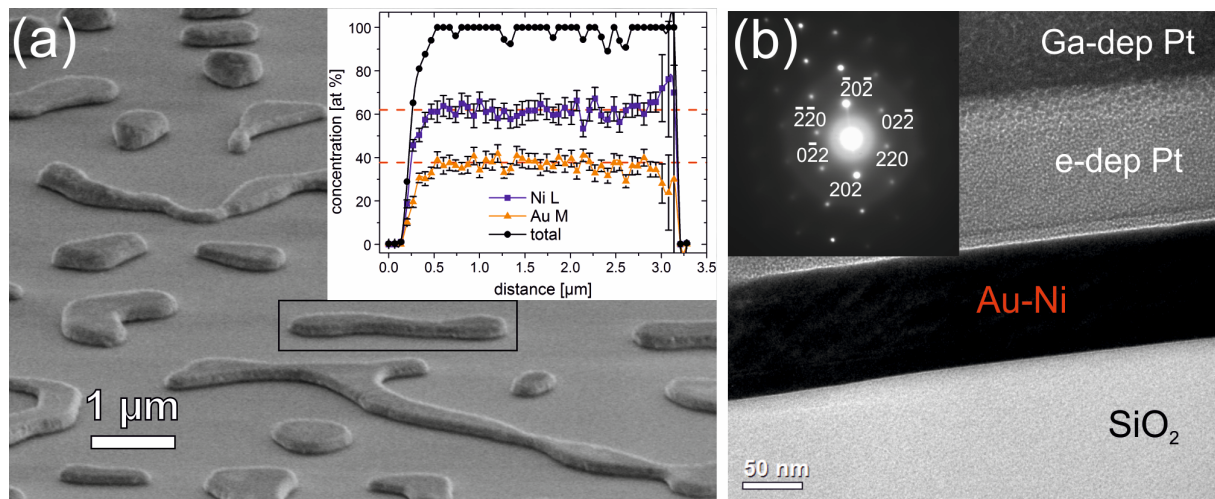 (a)
concentration [at %]
100
80
60
40
20
0
Ni L
Au M
total
0.0 0.5 1.0 1.5 2.0 2.5 3.0 3.5
distance [µm]
1 µm
(b)
2̅02̅
2̅2̅0
022̅
02̅2
220
202
Ga-dep Pt
e-dep Pt
Au-Ni
SiO₂
50 nm